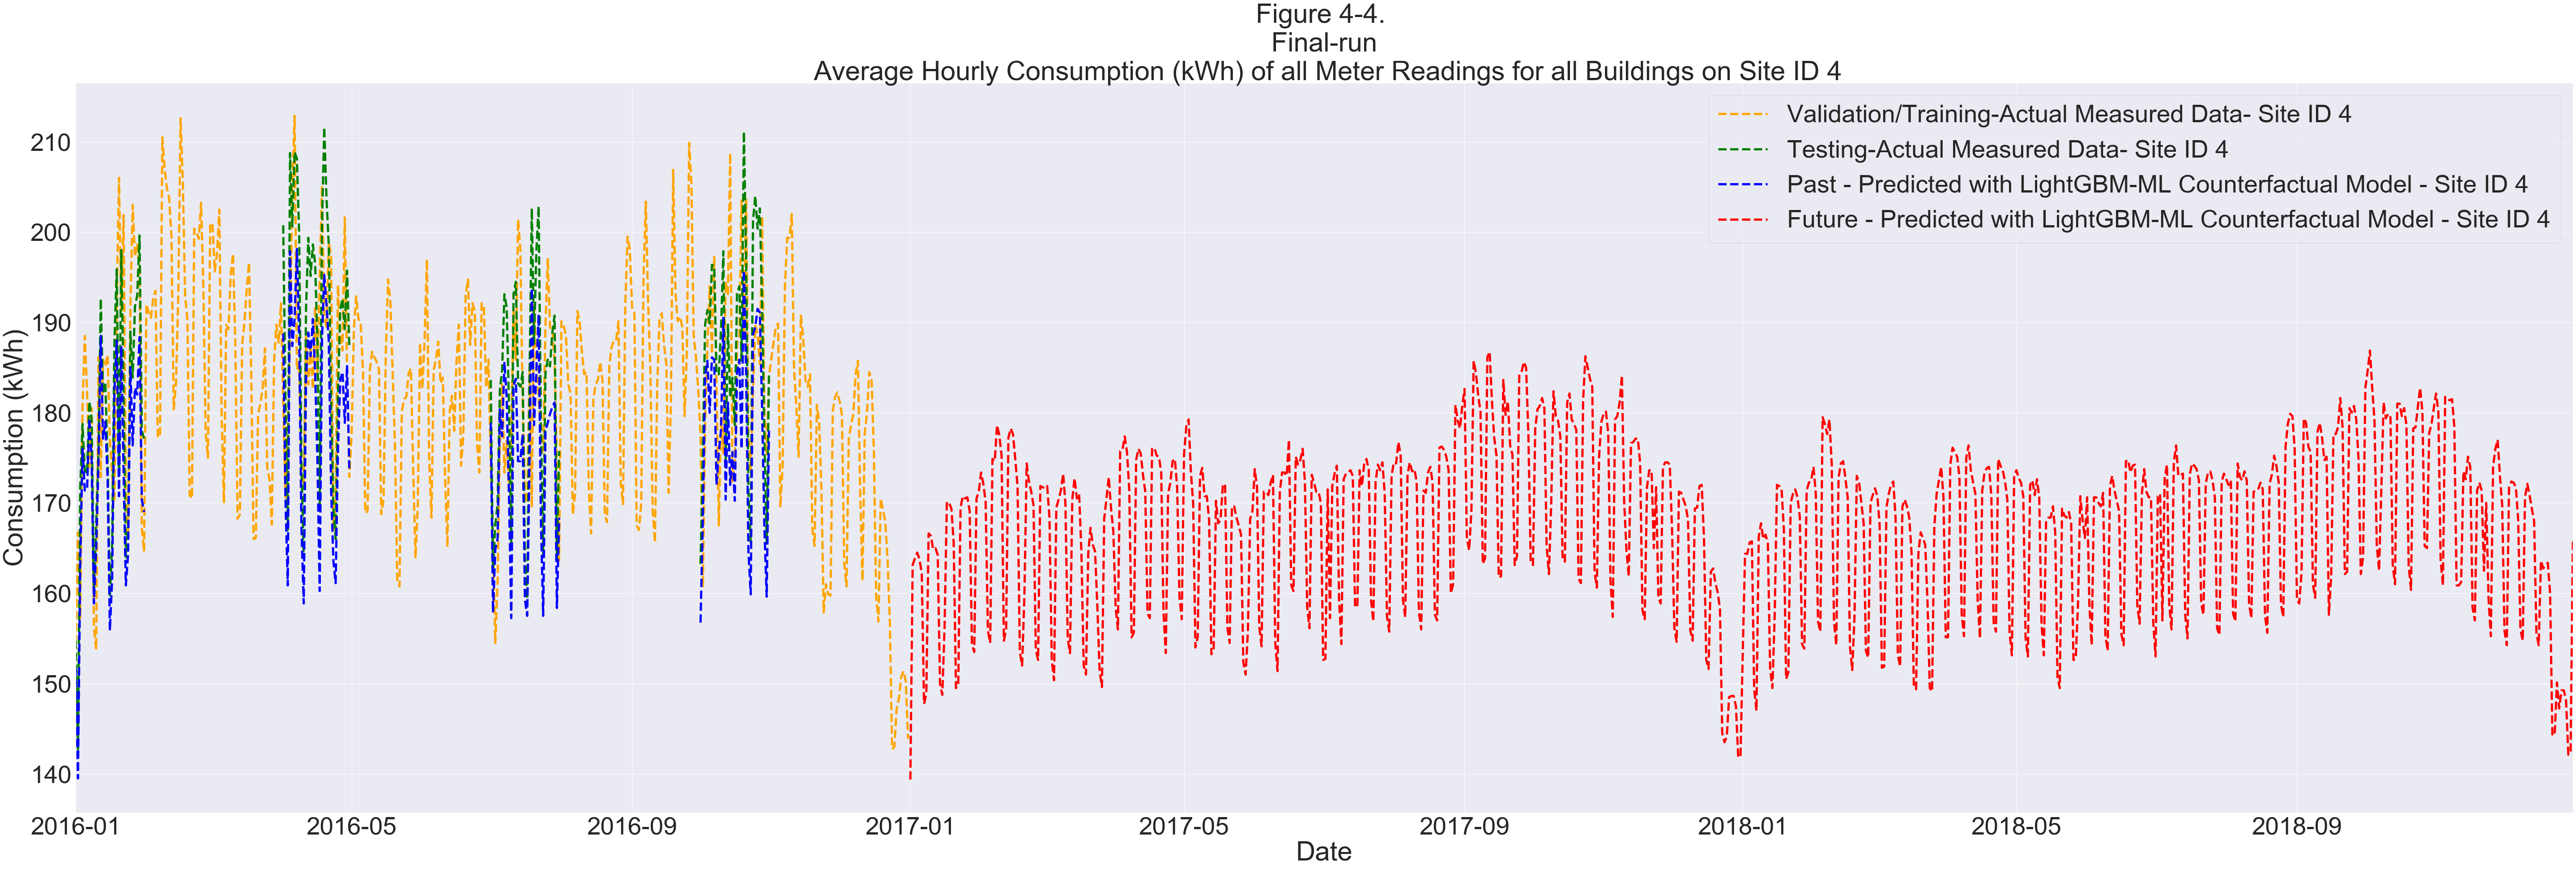 Figure 4-4.
Final-run
Average Hourly Consumption (kWh) of all Meter Readings for all Buildings on Site ID 4
Validation/Training-Actual Measured Data- Site ID 4
Testing-Actual Measured Data- Site ID 4
Past - Predicted with LightGBM-ML Counterfactual Model - Site ID 4
Future - Predicted with LightGBM-ML Counterfactual Model - Site ID 4
Consumption (kWh)
210
200
190
180
170
160
150
140
2016-01 2016-05 2016-09 2017-01 2017-05 2017-09 2018-01 2018-05 2018-09
Date